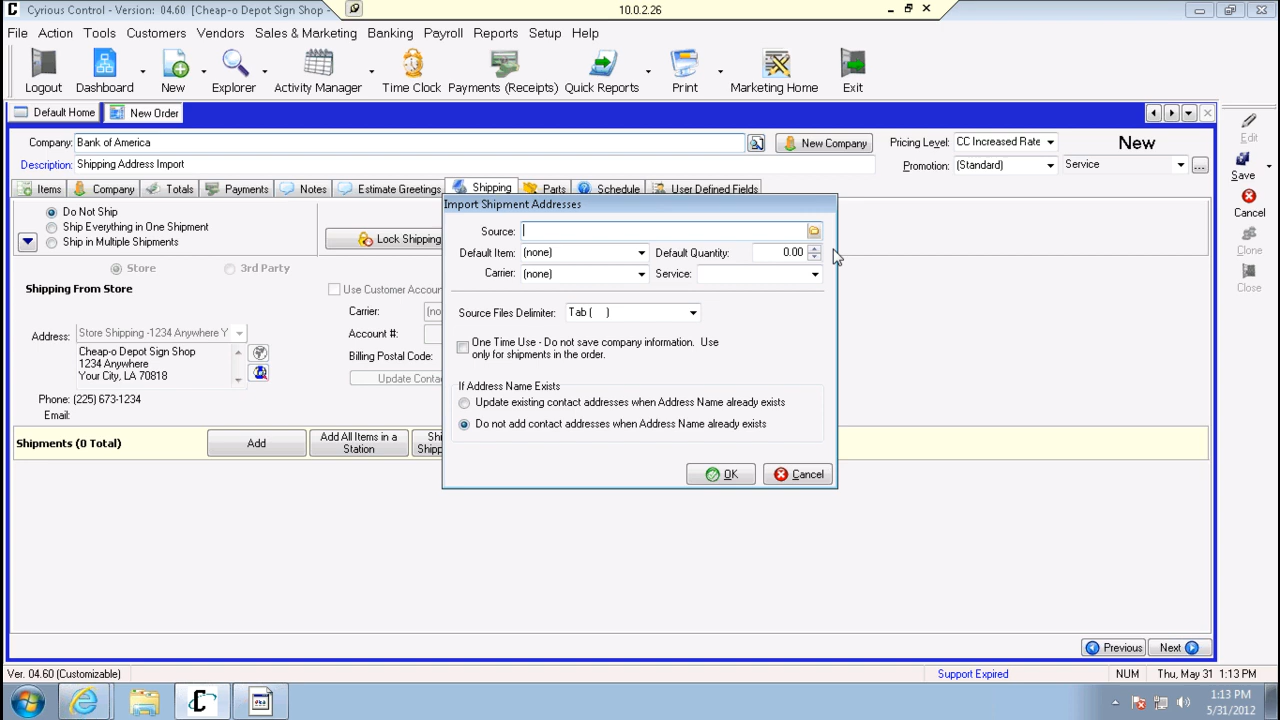 Cyrious Control - Version: 04.60 [Cheap-o Depot Sign Shop
10.0.2.26
File Action Tools Customers Vendors Sales & Marketing Banking Payroll Reports Setup Help
Logout Dashboard New Explorer Activity Manager Time Clock Payments (Receipts) Quick Reports Print Marketing Home Exit
Default Home New Order
Edit
Save
Cancel
Clone
Close
Company: Bank of America New Company Pricing Level: CC Increased Rate New
Description: Shipping Address Import Promotion: (Standard) Service ...
Items Company Totals Payments Notes Estimate Greetings Shipping Parts Schedule User Defined Fields
Do Not Ship
Ship Everything in One Shipment
Ship in Multiple Shipments
Lock Shipping
Store 3rd Party
Shipping From Store
Use Customer Accoun
Carrier: (no
Address: Store Shipping -1234 Anywhere Y
Account #:
Cheap-o Depot Sign Shop
1234 Anywhere
Your City, LA 70818
Billing Postal Code:
Update Contac
Phone: (225) 673-1234
Email:
Shipments (0 Total) Add Add All Items in a Station Shi Shipp
Import Shipment Addresses
Source:
Default Item: (none) Default Quantity: 0.00
Carrier: (none) Service:
Source Files Delimiter: Tab ( )
One Time Use - Do not save company information. Use
only for shipments in the order.
If Address Name Exists
Update existing contact addresses when Address Name already exists
Do not add contact addresses when Address Name already exists
OK Cancel
Previous Next
Ver. 04.60 (Customizable) Support Expired NUM Thu, May 31 1:13 PM
1:13 PM
5/31/2012